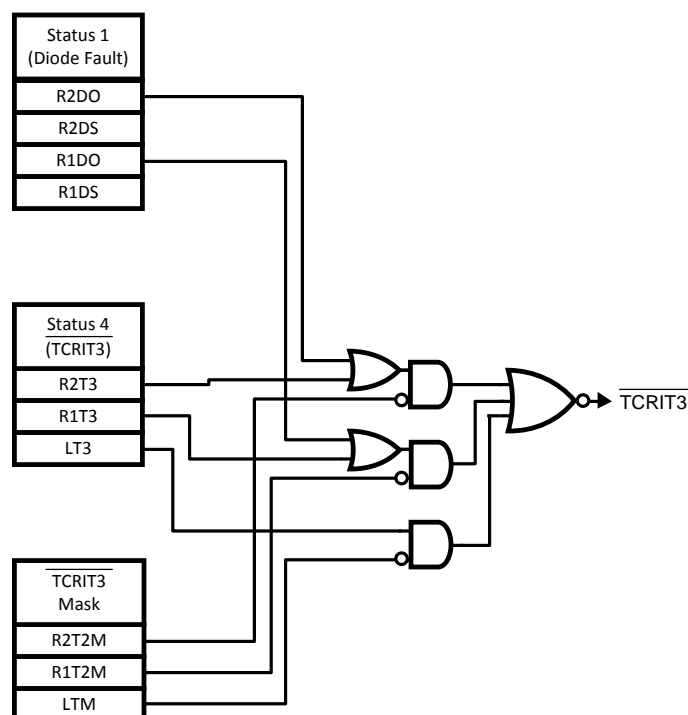 Status 1
(Diode Fault)
R2DO
R2DS
R1DO
R1DS
Status 4
(TCRIT3)
R2T3
R1T3
LT3
TCRIT3
TCRIT3
Mask
R2T2M
R1T2M
LTM